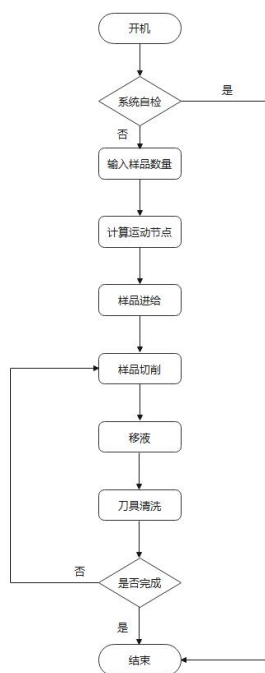 开机
系统自检
是
否
输入样品数量
计算运动节点
样品进给
样品切削
移液
刀具清洗
否
是否完成
是
结束